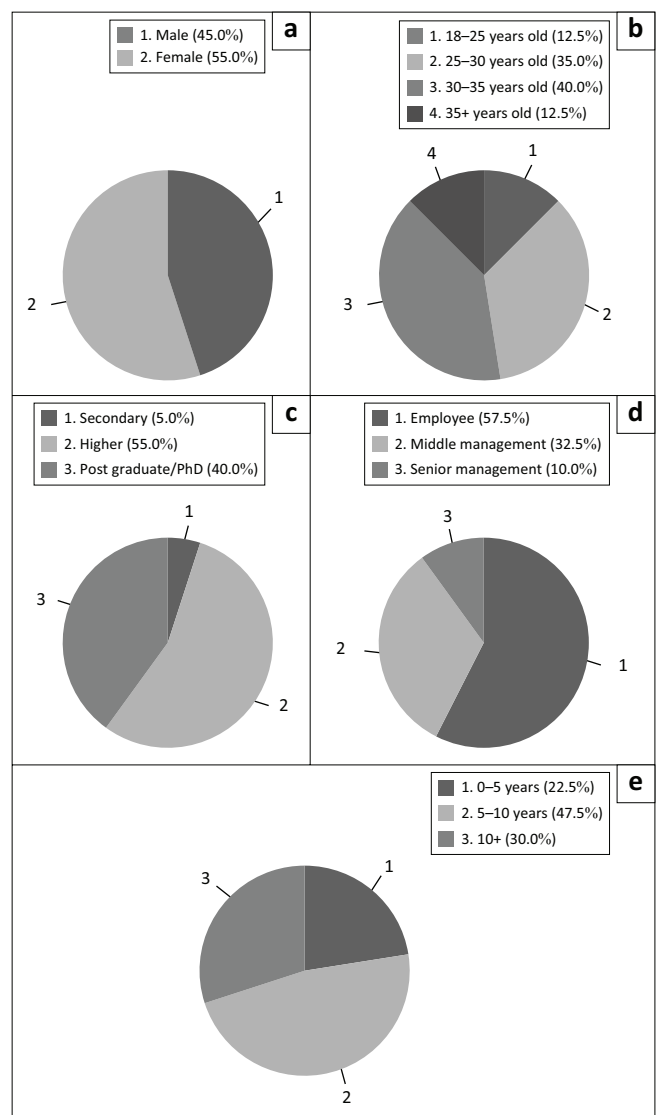 a
1. Male (45.0%)
2. Female (55.0%)
1
2
b
1. 18–25 years old (12.5%)
2. 25–30 years old (35.0%)
3. 30–35 years old (40.0%)
4. 35+ years old (12.5%)
4
1
3
2
c
1. Secondary (5.0%)
2. Higher (55.0%)
3. Post graduate/PhD (40.0%)
1
3
2
d
1. Employee (57.5%)
2. Middle management (32.5%)
3. Senior management (10.0%)
3
2
1
e
1. 0–5 years (22.5%)
2. 5–10 years (47.5%)
3. 10+ (30.0%)
3
1
2